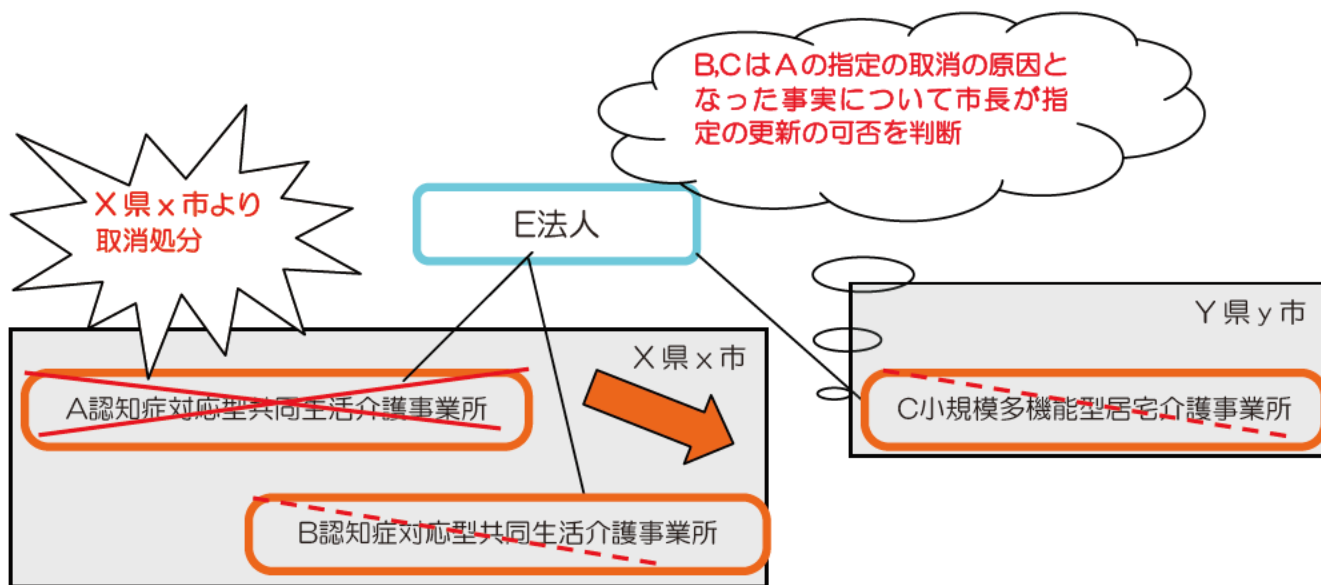 B,CはAの指定の取消の原因と
なった事実について市長が指
定の更新の可否を判断
X県x市より
取消処分
E法人
Y県y市
X県x市
A認知症対応型共同生活介護事業所
C小規模多機能型居宅介護事業所
B認知症対応型共同生活介護事業所